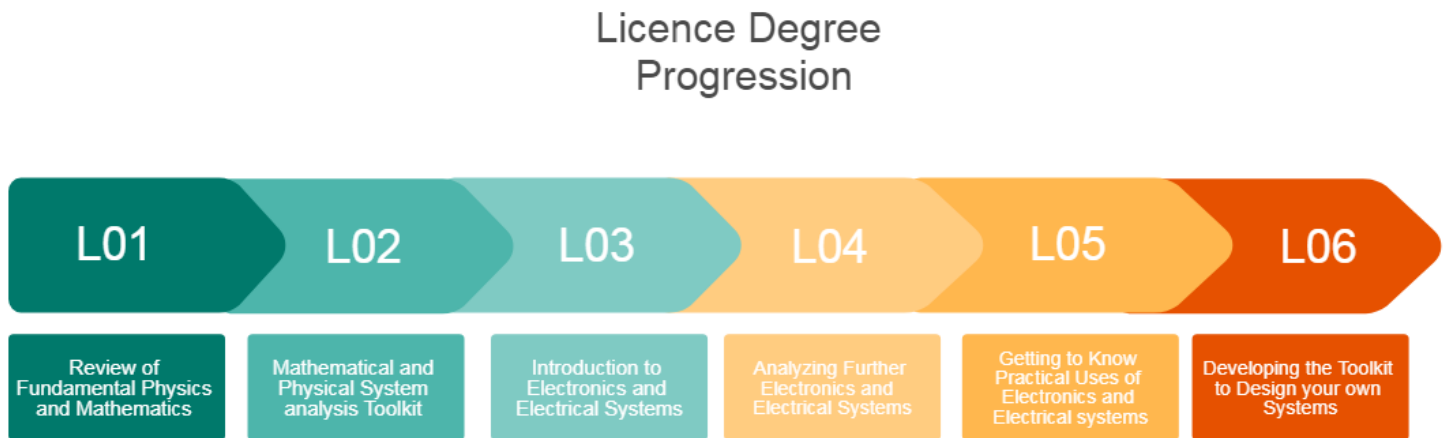 Licence Degree
Progression
L01
L02
L03
L04
L05
L06
Review of
Fundamental Physics
and Mathematics
Mathematical and
Physical System
analysis Toolkit
Introduction to
Electronics and
Electrical Systems
Analyzing Further
Electronics and
Electrical Systems
Getting to Know
Practical Uses of
Electronics and
Electrical systems
Developing the Toolkit
to Design your own
Systems